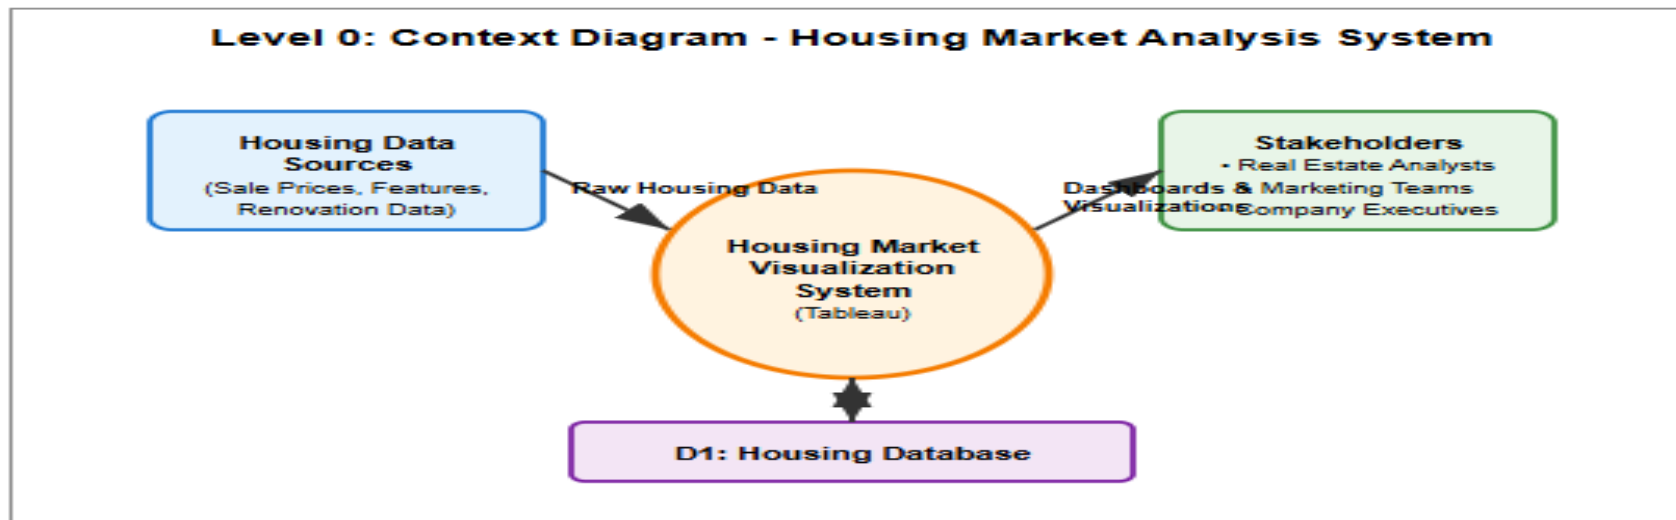 Level 0: Context Diagram - Housing Market Analysis System
Housing Data
Sources
(Sale Prices, Features,
Renovation Data)
Raw Housing Data
Housing Market
Visualization
System
(Tableau)
Dashboards &
Visualizations
Stakeholders
- Real Estate Analysts
Marketing Teams
Company Executives
D1: Housing Database